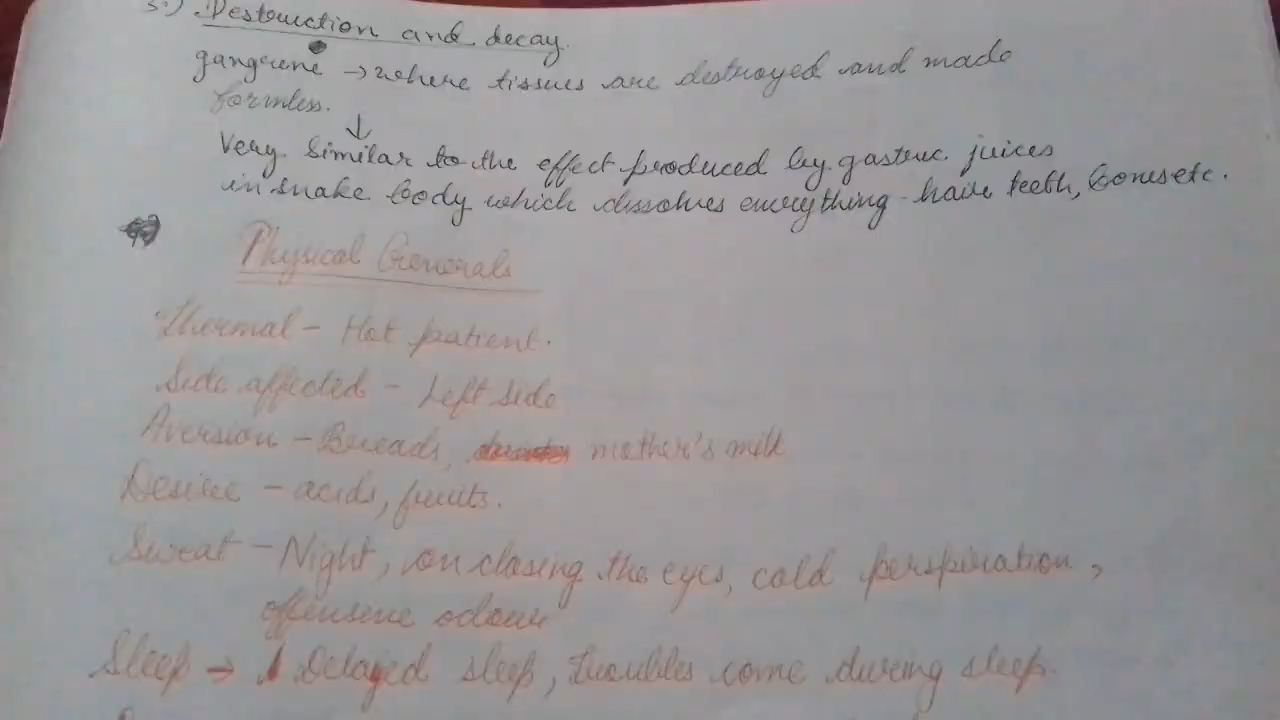 5.) Destruction and decay.
gangrene → where tissues are destroyed and made
formless.
↓
Very similar to the effect produced by gastric juices
in snake body which dissolves everything - hair teeth, bones etc.
Physical Generals
Thermal - Hot patient.
Side affected - Left side
Aversion - Breads, mother's milk
Desire - acids, fruits.
Sweat - Night, on closing the eyes, cold perspiration,
offensive odour
Sleep → Delayed sleep, troubles come during sleep.